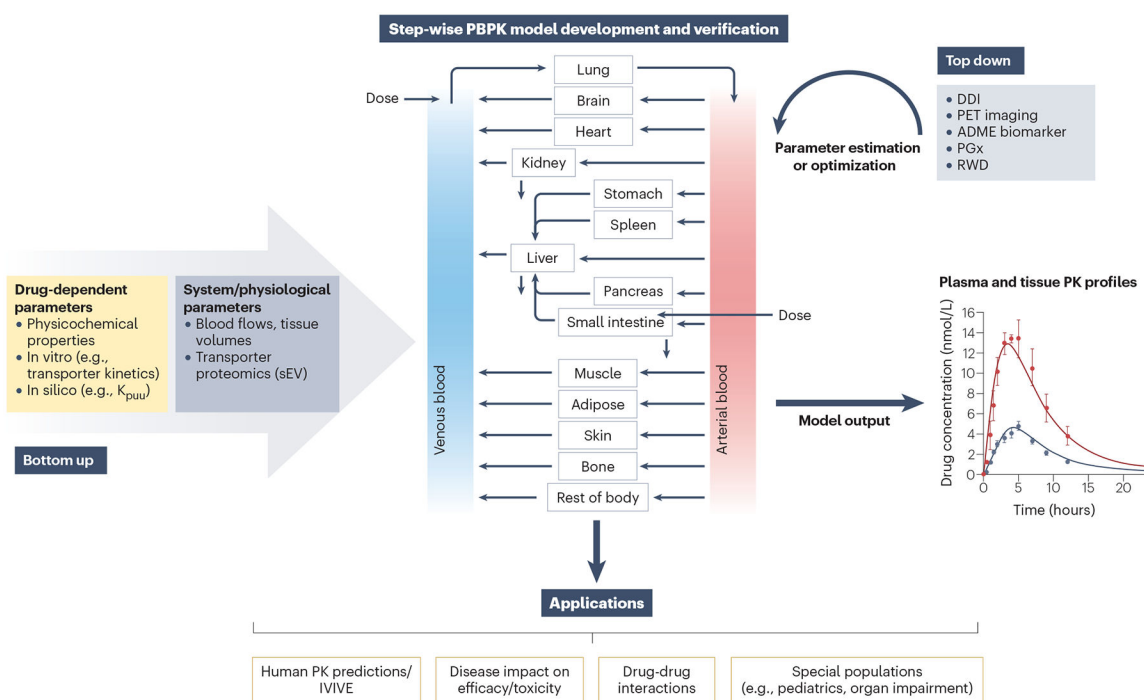 Step-wise PBPK model development and verification
Dose
Lung
Brain
Heart
Kidney
Stomach
Spleen
Liver
Pancreas
Small intestine
Dose
Muscle
Adipose
Skin
Bone
Rest of body
Venous blood
Arterial blood
Top down
• DDI
• PET imaging
• ADME biomarker
• PGx
• RWD
Parameter estimation
or optimization
Drug-dependent
parameters
• Physicochemical
properties
• In vitro (e.g.,
transporter kinetics)
• In silico (e.g., Kpuu)
System/physiological
parameters
• Blood flows, tissue
volumes
• Transporter
proteomics (sEV)
Bottom up
Model output
Plasma and tissue PK profiles
Drug concentration (nmol/L)
16
14
12
10
8
6
4
2
0
0
5
10
15
20
Time (hours)
Applications
Human PK predictions/
IVIVE
Disease impact on
efficacy/toxicity
Drug-drug
interactions
Special populations
(e.g., pediatrics, organ impairment)